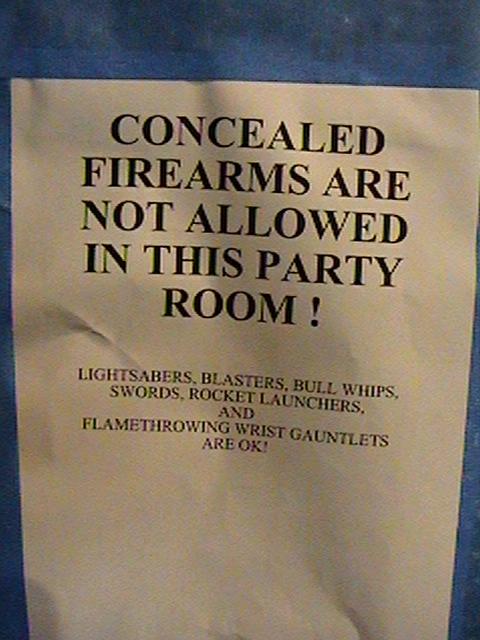 CONCEALED
FIREARMS ARE
NOT ALLOWED
IN THIS PARTY
ROOM !
LIGHTSABERS, BLASTERS, BULL WHIPS,
SWORDS, ROCKET LAUNCHERS,
AND
FLAMETHROWING WRIST GAUNTLETS
ARE OK!